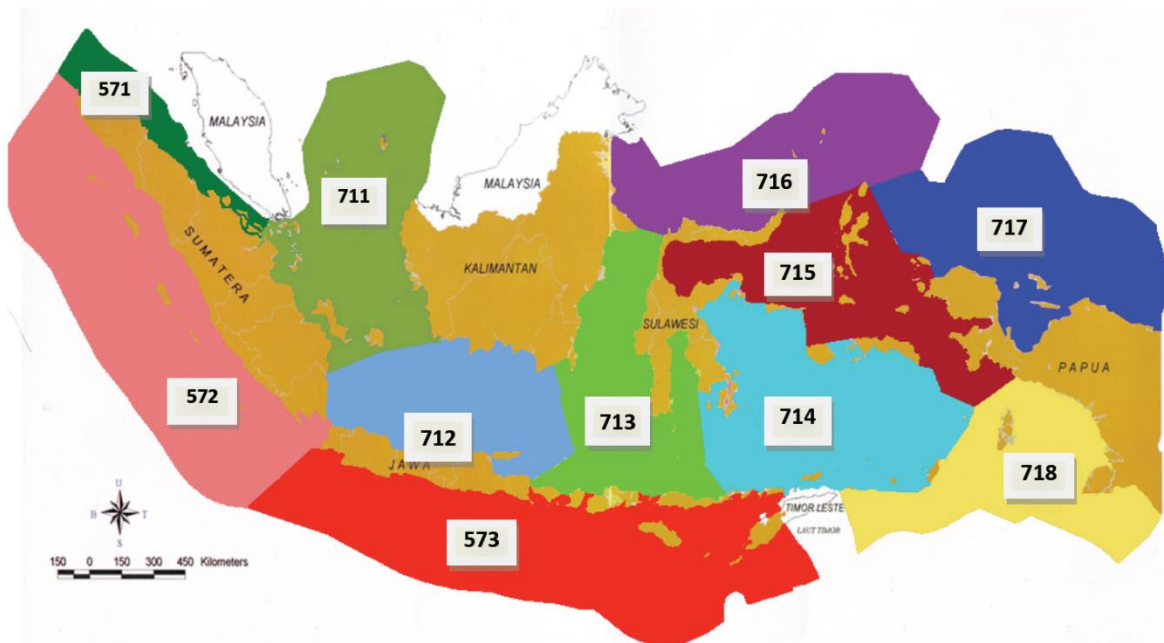 571
MALAYSIA
711
MALAYSIA
716
717
SUMATERA
KALIMANTAN
715
SULAWESI
PAPUA
572
712
713
714
JAWA
718
573
TIMOR LESTE
LAUT TIMOR
U
B T
S
150 0 150 300 450 Kilometers